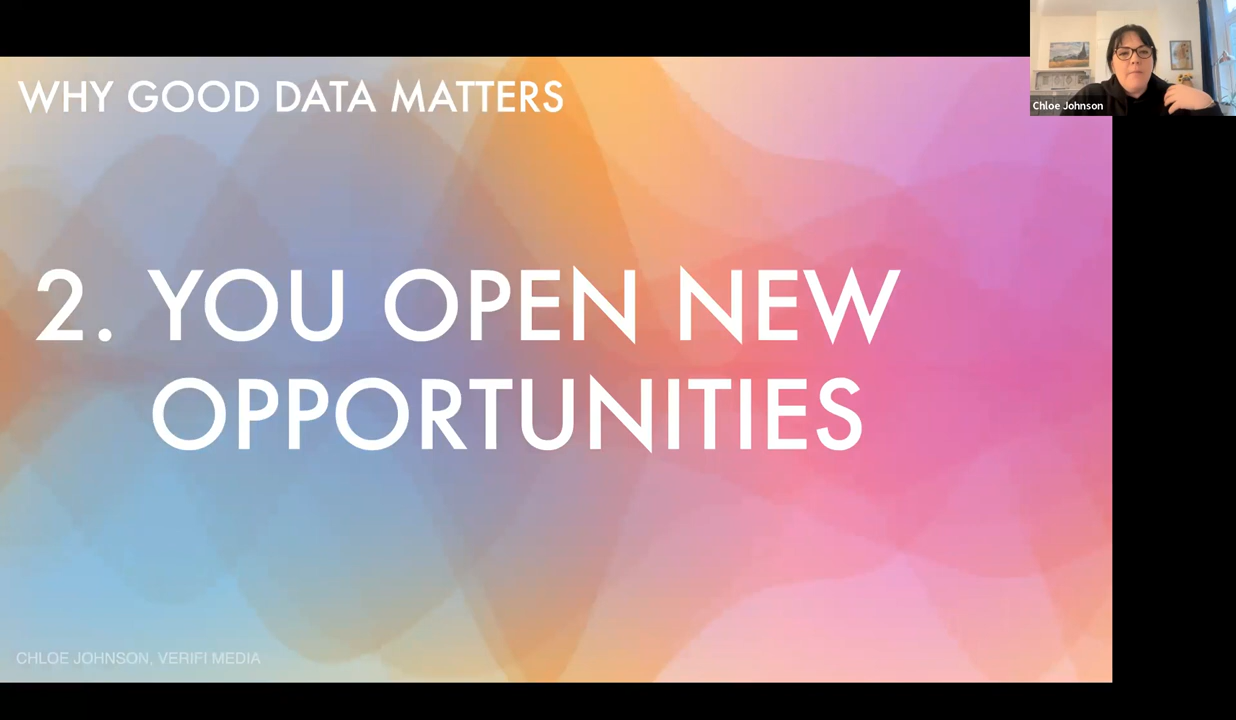 WHY GOOD DATA MATTERS
Chloe Johnson
2. YOU OPEN NEW
OPPORTUNITIES
CHLOE JOHNSON, VERIFI MEDIA